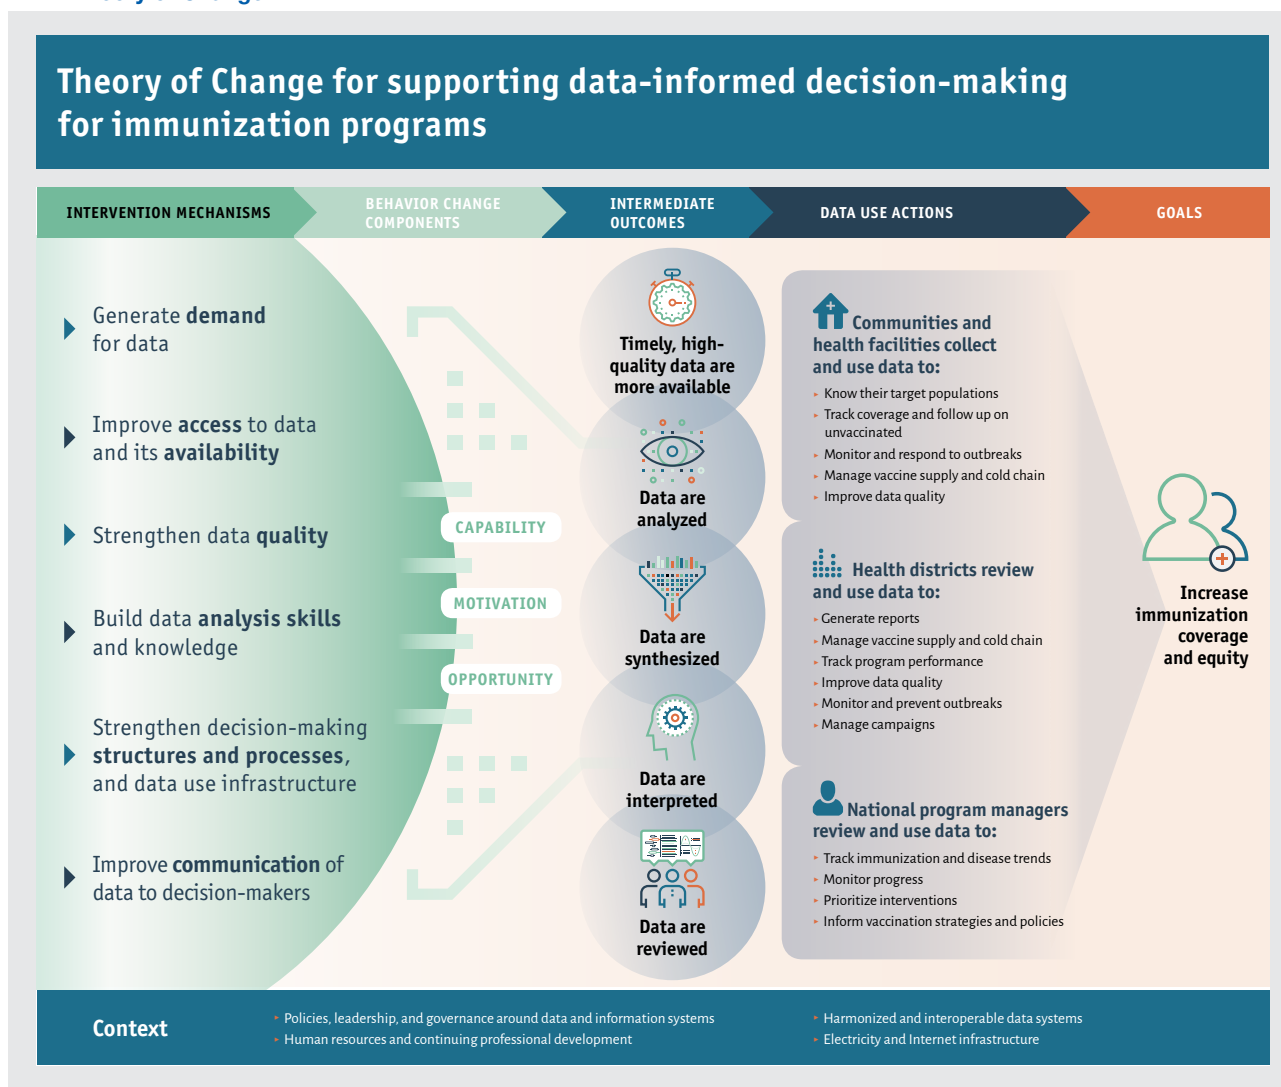 Theory of Change for supporting data-informed decision-making
for immunization programs
INTERVENTION MECHANISMS
BEHAVIOR CHANGE
COMPONENTS
INTERMEDIATE
OUTCOMES
DATA USE ACTIONS
GOALS
Generate demand
for data
Improve access to data
and its availability
Strengthen data quality
Build data analysis skills
and knowledge
Strengthen decision-making
structures and processes,
and data use infrastructure
Improve communication of
data to decision-makers
CAPABILITY
MOTIVATION
OPPORTUNITY
Timely, high-
quality data are
more available
Data are
analyzed
Data are
synthesized
Data are
interpreted
Data are
reviewed
Communities and
health facilities collect
and use data to:
Know their target populations
Track coverage and follow up on
unvaccinated
Monitor and respond to outbreaks
Manage vaccine supply and cold chain
Improve data quality
Health districts review
and use data to:
Generate reports
Manage vaccine supply and cold chain
Track program performance
Improve data quality
Monitor and prevent outbreaks
Manage campaigns
National program managers
review and use data to:
Track immunization and disease trends
Monitor progress
Prioritize interventions
Inform vaccination strategies and policies
Increase
immunization
coverage
and equity
Context
Policies, leadership, and governance around data and information systems
Human resources and continuing professional development
Harmonized and interoperable data systems
Electricity and Internet infrastructure